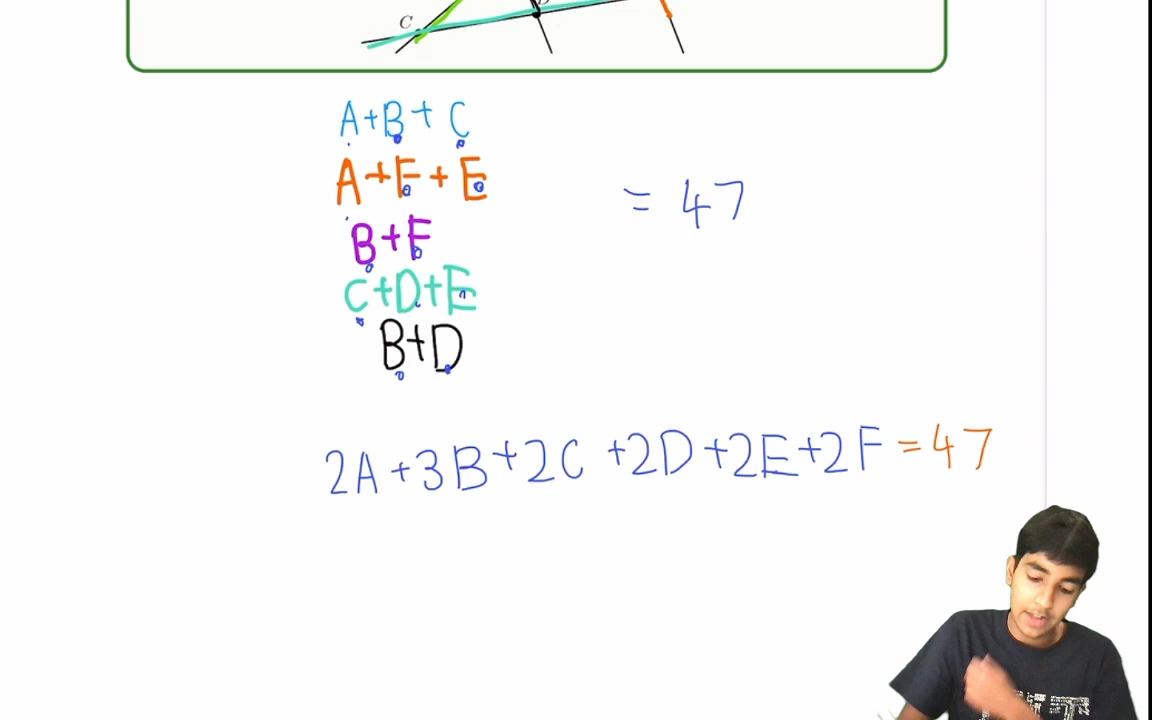 C
A+B+C
A+F+E
= 47
B+F
C+D+E
B+D
2A+3B+2C+2D+2E+2F=47